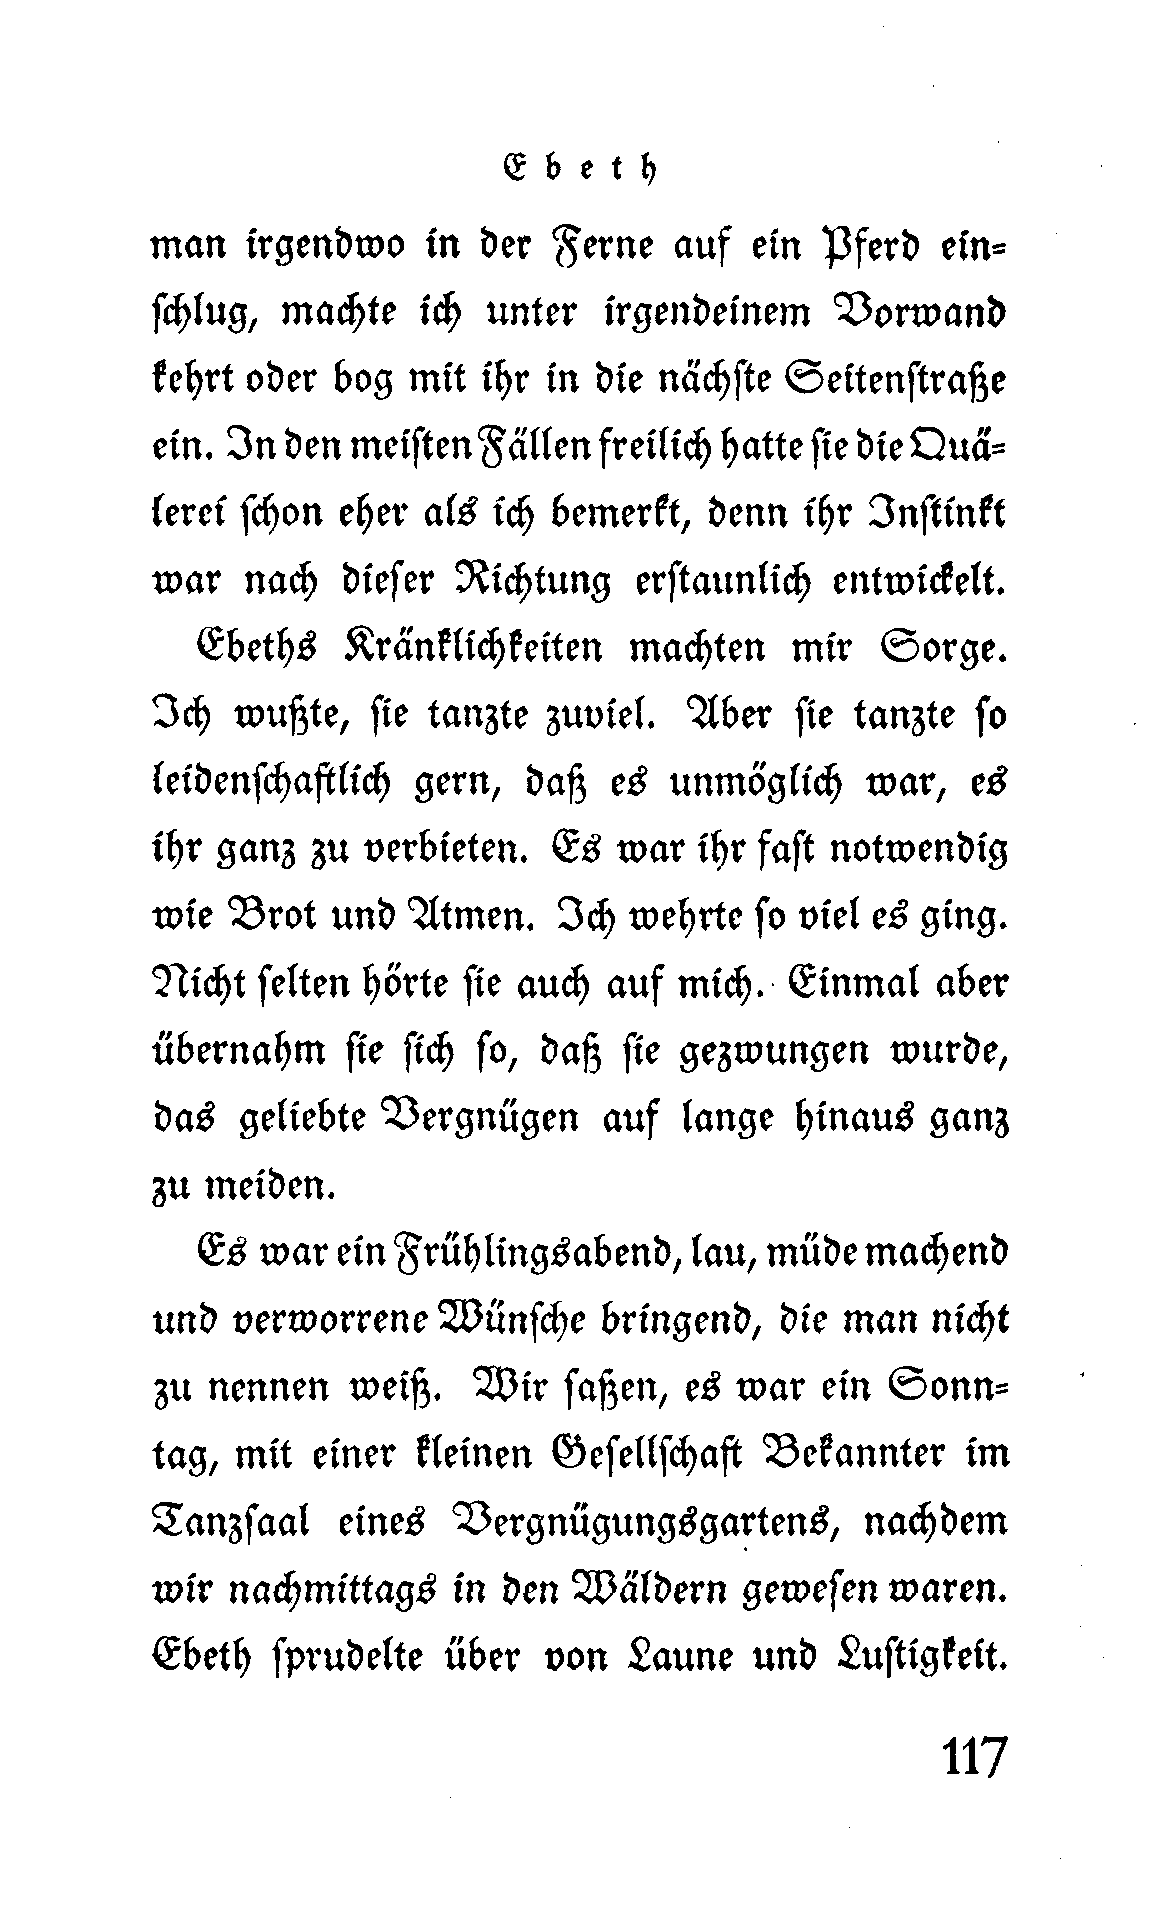 Ebeth
man irgendwo in der Ferne auf ein Pferd ein-
schlug, machte ich unter irgendeinem Vorwand
kehrt oder bog mit ihr in die nächste Seitenstraße
ein. In den meisten Fällen freilich hatte sie die Quä-
lerei schon eher als ich bemerkt, denn ihr Instinkt
war nach dieser Richtung erstaunlich entwickelt.
Ebeths Kränklichkeiten machten mir Sorge.
Ich wußte, sie tanzte zuviel. Aber sie tanzte so
leidenschaftlich gern, daß es unmöglich war, es
ihr ganz zu verbieten. Es war ihr fast notwendig
wie Brot und Atmen. Ich wehrte so viel es ging.
Nicht selten hörte sie auch auf mich. Einmal aber
übernahm sie sich so, daß sie gezwungen wurde,
das geliebte Vergnügen auf lange hinaus ganz
zu meiden.
Es war ein Frühlingsabend, lau, müde machend
und verworrene Wünsche bringend, die man nicht
zu nennen weiß. Wir saßen, es war ein Sonn-
tag, mit einer kleinen Gesellschaft Bekannter im
Tanzsaal eines Vergnügungsgartens, nachdem
wir nachmittags in den Wäldern gewesen waren.
Ebeth sprudelte über von Laune und Lustigkeit.
117